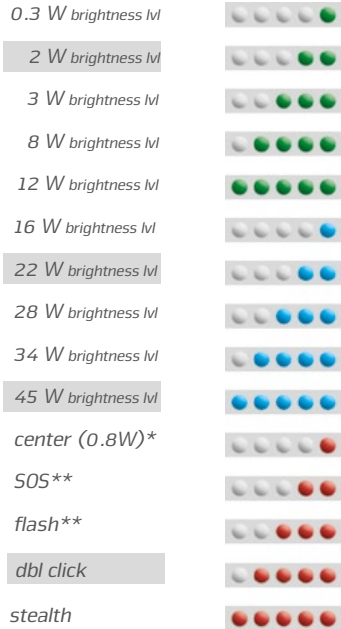 0.3 W brightness lvl
2 W brightness lvl
3 W brightness lvl
8 W brightness lvl
12 W brightness lvl
16 W brightness lvl
22 W brightness lvl
28 W brightness lvl
34 W brightness lvl
45 W brightness lvl
center (0.8W)*
SOS**
flash**
dbl click
stealth